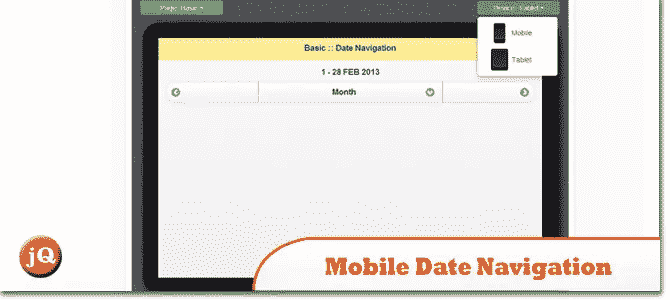 Page: Basic
Device: Tablet
Mobile
Tablet
Basic :: Date Navigation
1 - 28 FEB 2013
Month
jQ
Mobile Date Navigation